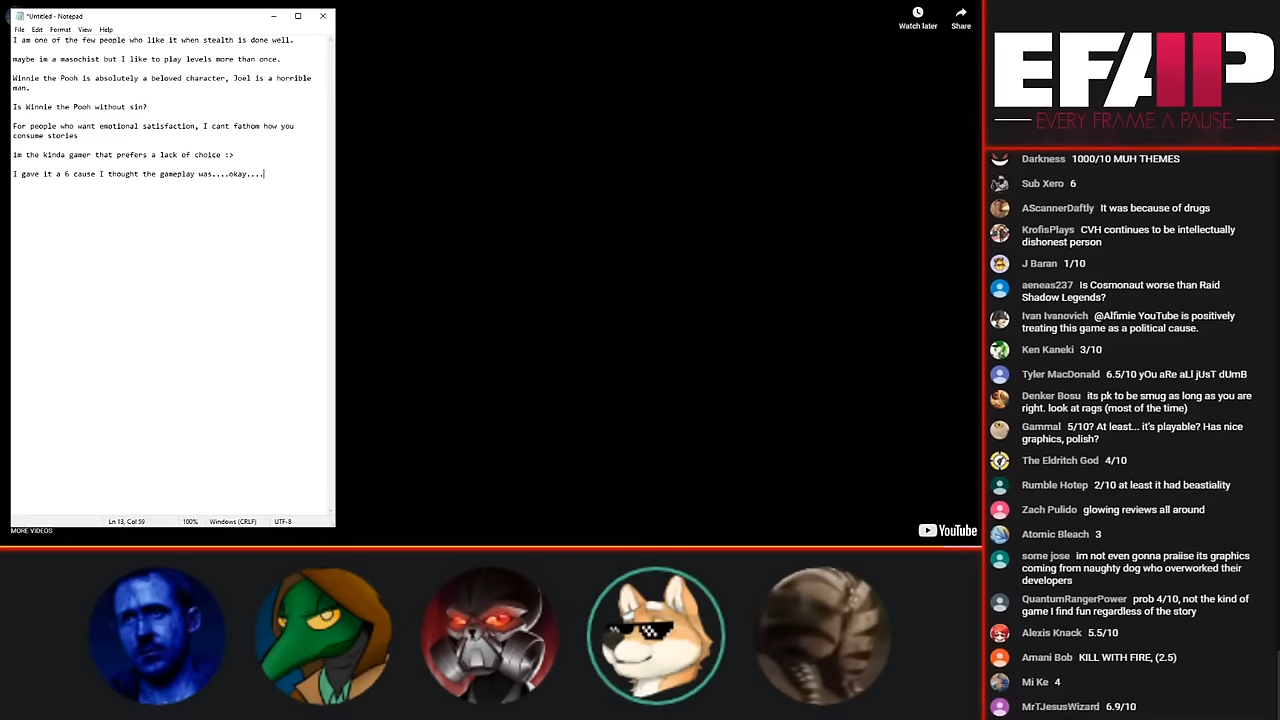 *Untitled - Notepad
File Edit Format View Help
I am one of the few people who like it when stealth is done well.
maybe im a masochist but I like to play levels more than once.
Winnie the Pooh is absolutely a beloved character, Joel is a horrible
man.
Is Winnie the Pooh without sin?
For people who want emotional satisfaction, I cant fathom how you
consume stories
im the kinda gamer that prefers a lack of choice :>
I gave it a 6 cause I thought the gameplay was....okay....
Ln 13, Col 59 100% Windows (CRLF) UTF-8
MORE VIDEOS
Watch later
Share
YouTube
EFAP
EVERY FRAME A PAUSE
Darkness 1000/10 MUH THEMES
Sub Xero 6
AScannerDaftly It was because of drugs
KrofisPlays CVH continues to be intellectually
dishonest person
J Baran 1/10
aeneas237 Is Cosmonaut worse than Raid
Shadow Legends?
Ivan Ivanovich @Alfimie YouTube is positively
treating this game as a political cause.
Ken Kaneki 3/10
Tyler MacDonald 6.5/10 yOu aRe aLl jUsT dUmB
Denker Bosu its pk to be smug as long as you are
right. look at rags (most of the time)
Gammal 5/10? At least... it's playable? Has nice
graphics, polish?
The Eldritch God 4/10
Rumble Hotep 2/10 at least it had beastiality
Zach Pulido glowing reviews all around
Atomic Bleach 3
some jose im not even gonna praiise its graphics
coming from naughty dog who overworked their
developers
QuantumRangerPower prob 4/10, not the kind of
game I find fun regardless of the story
Alexis Knack 5.5/10
Amani Bob KILL WITH FIRE, (2.5)
Mi Ke 4
MrTJesusWizard 6.9/10